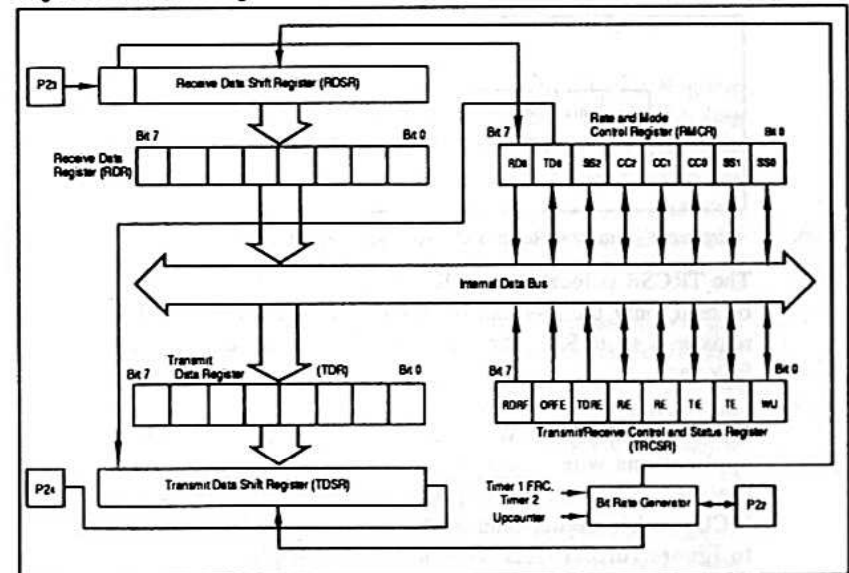 P23
Receive Data Shift Register (RDSR)
Rate and Mode
Control Register (RMCR)
Bit 7
Bit 0
Bit 7
Bit 0
Receive Data
Register (RDR)
RD8 TD8 SS2 CC2 CC1 CC0 SS1 SS0
Internal Data Bus
Transmit
Data Register
(TDR)
Bit 7
Bit 0
Bit 7
Bit 0
RDRF ORFE TDRE RIE RE TIE TE WU
Transmit/Receive Control and Status Register
(TRCSR)
P24
Transmit Data Shift Register (TDSR)
Timer 1 FRC,
Timer 2
Upcounter
Bit Rate Generator
P22